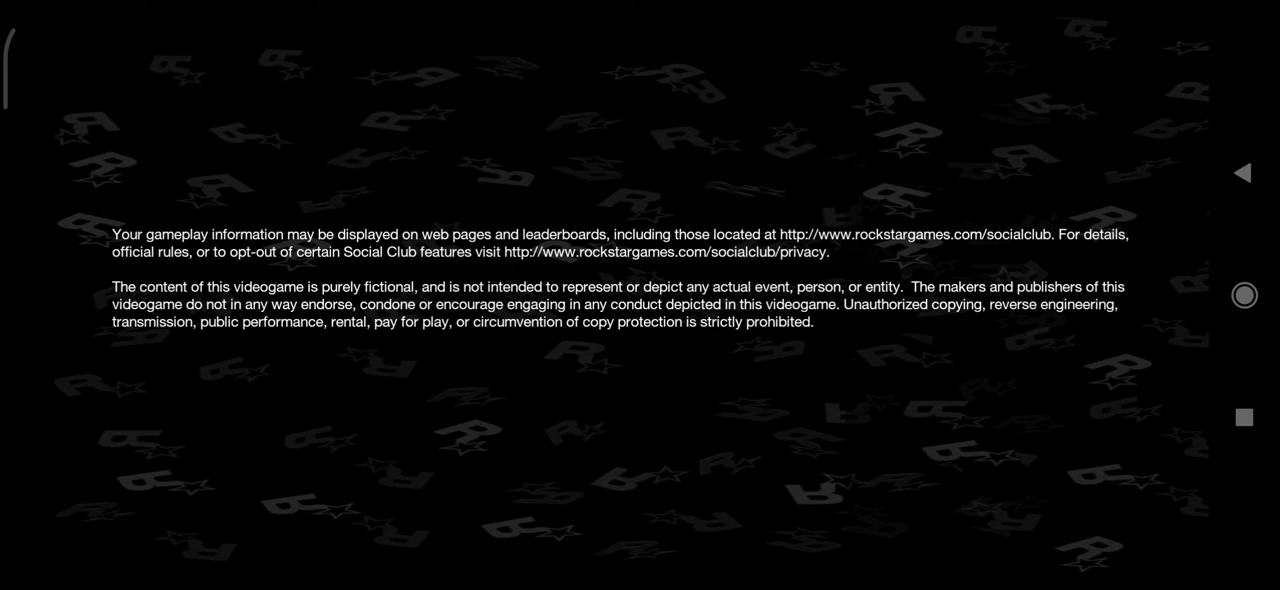 Your gameplay information may be displayed on web pages and leaderboards, including those located at http://www.rockstargames.com/socialclub. For details,
official rules, or to opt-out of certain Social Club features visit http://www.rockstargames.com/socialclub/privacy.
The content of this videogame is purely fictional, and is not intended to represent or depict any actual event, person, or entity.  The makers and publishers of this
videogame do not in any way endorse, condone or encourage engaging in any conduct depicted in this videogame. Unauthorized copying, reverse engineering,
transmission, public performance, rental, pay for play, or circumvention of copy protection is strictly prohibited.